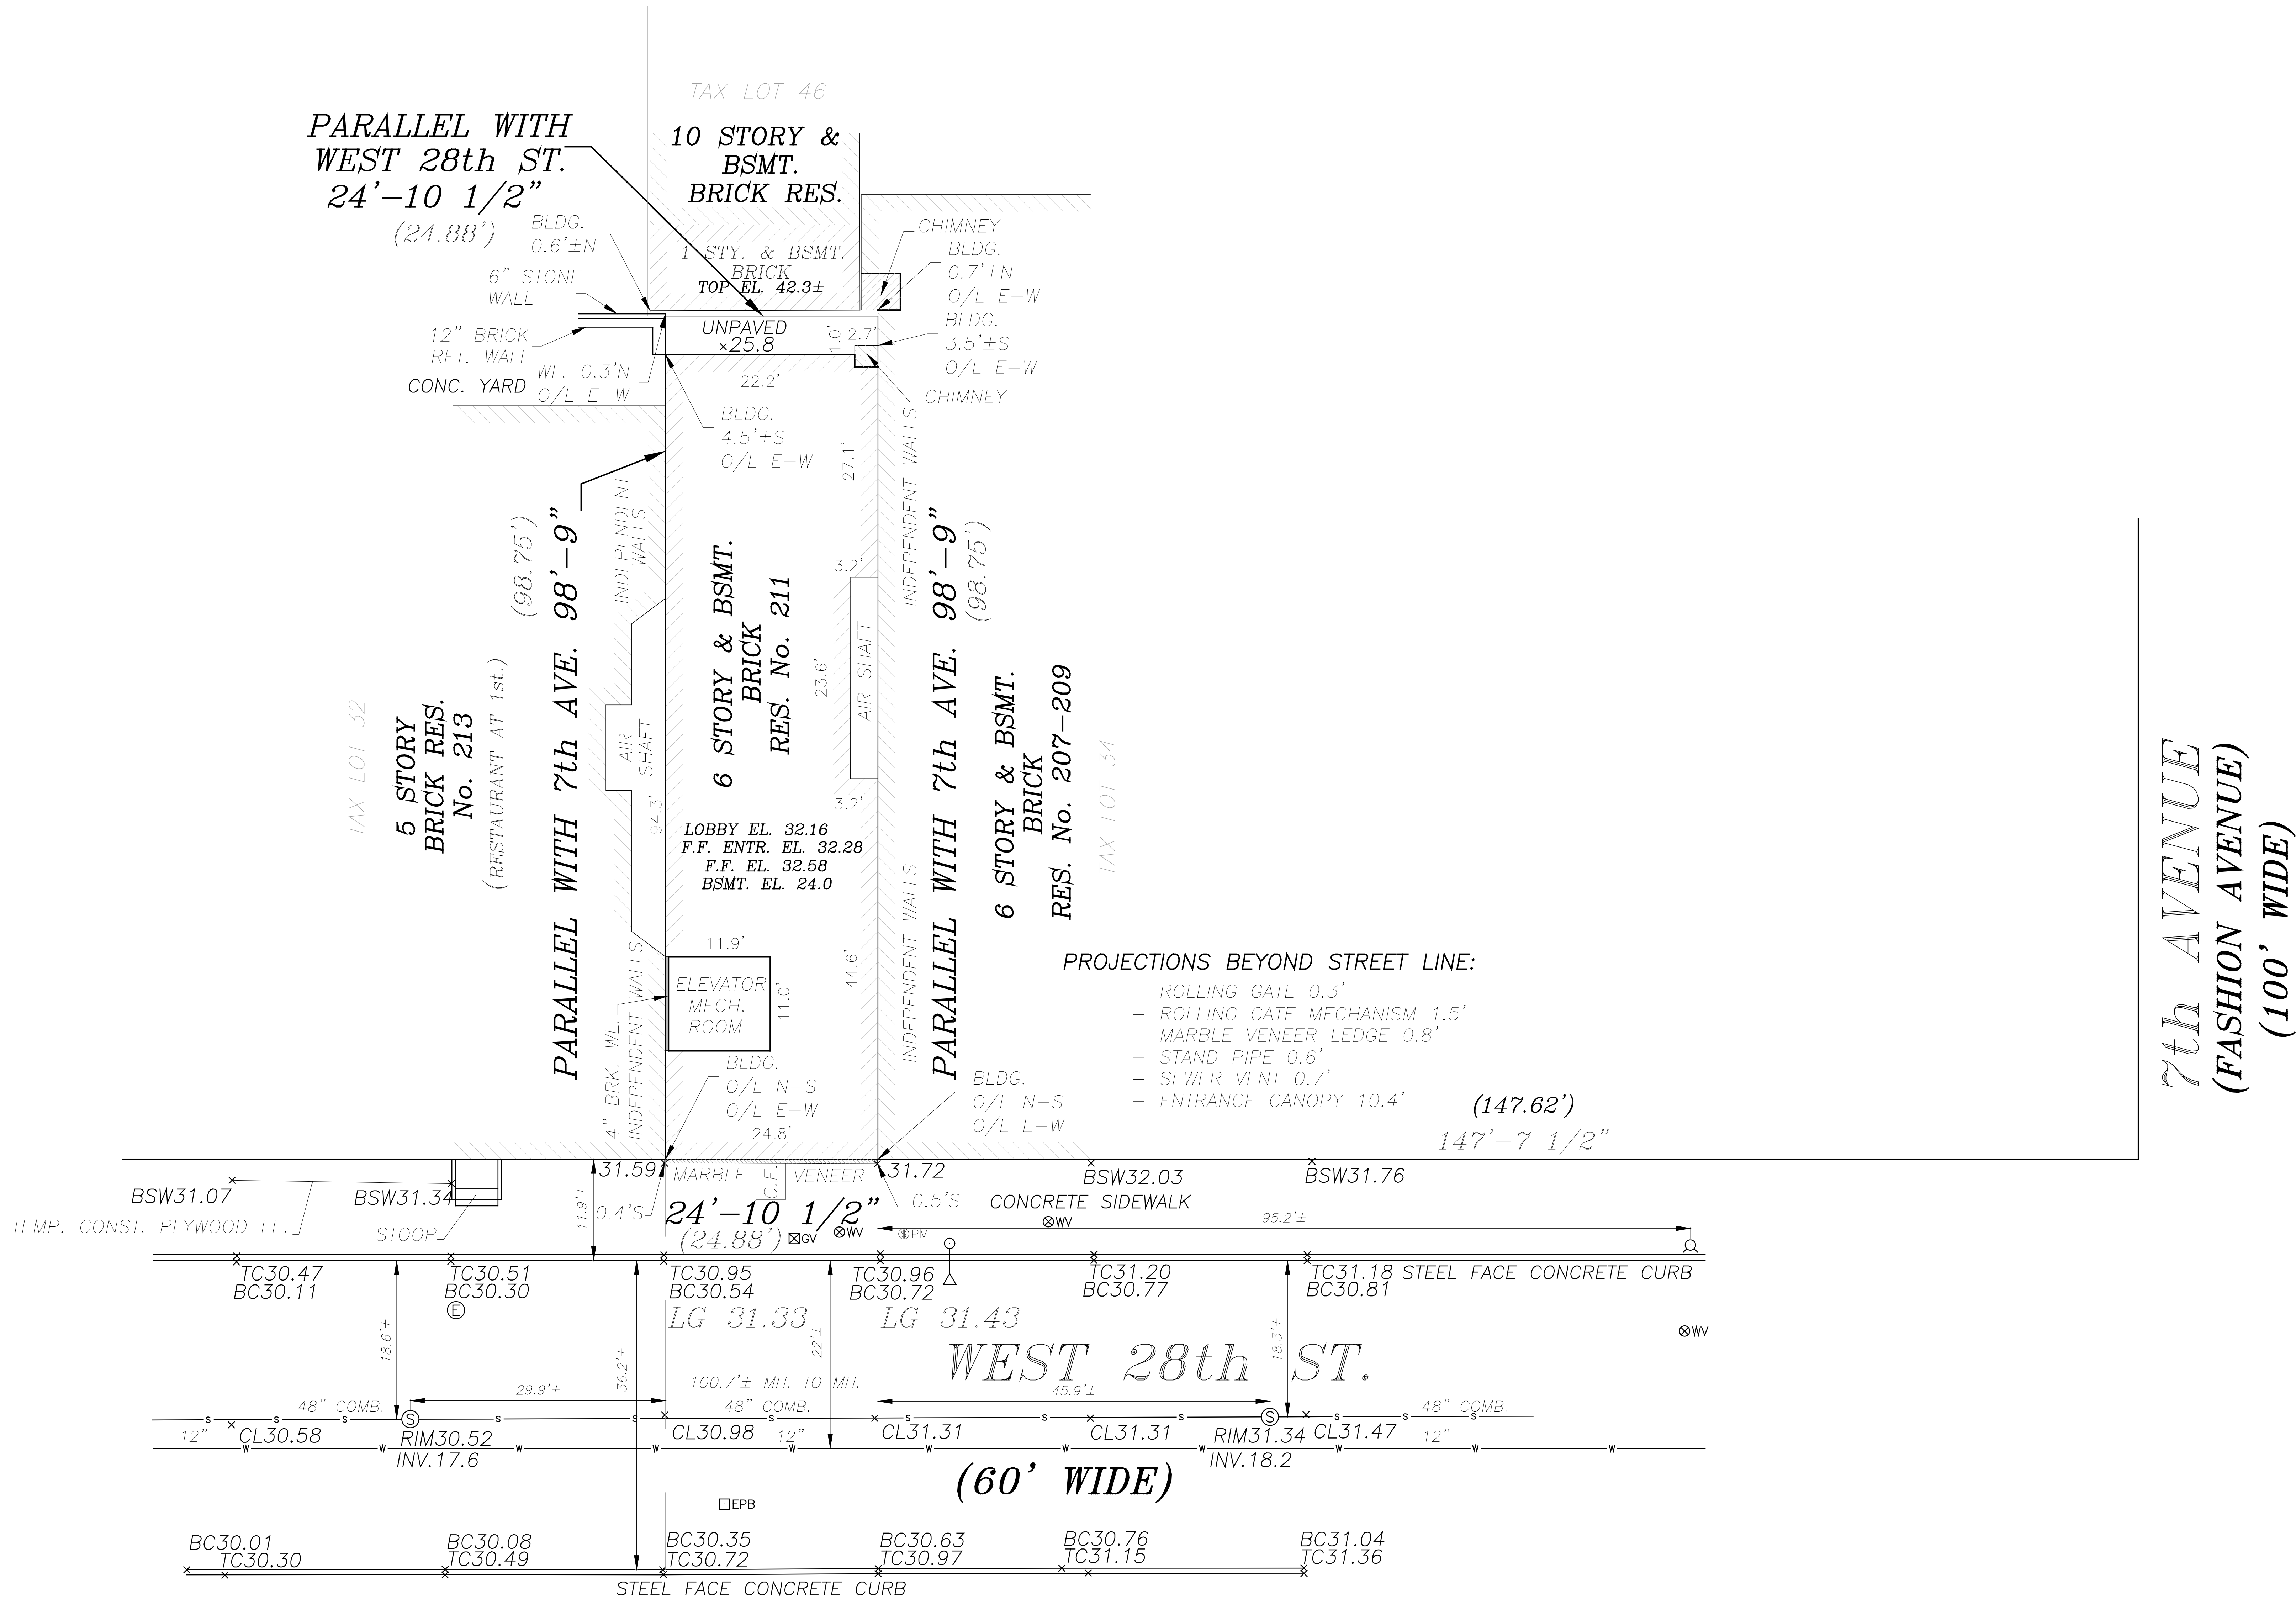 TAX LOT 46
PARALLEL WITH
WEST 28th ST.
24'-10 1/2"
(24.88')
10 STORY &
BSMT.
BRICK RES.
BLDG.
0.6'±N
6" STONE
WALL
12" BRICK
RET. WALL
CONC. YARD
WL. 0.3'N
O/L E-W
1 STY. & BSMT.
BRICK
TOP EL. 42.3±
UNPAVED
×25.8
1.0'
2.7'
CHIMNEY
BLDG.
0.7'±N
O/L E-W
BLDG.
3.5'±S
O/L E-W
CHIMNEY
22.2'
BLDG.
4.5'±S
O/L E-W
27.1'
INDEPENDENT WALLS
INDEPENDENT
WALLS
(98.75')
PARALLEL WITH 7th AVE. 98'-9"
TAX LOT 32
5 STORY
BRICK RES.
No. 213
(RESTAURANT AT 1st.)
AIR
SHAFT
94.3'
6 STORY & BSMT.
BRICK
RES. No. 211
3.2'
23.6'
AIR SHAFT
3.2'
PARALLEL WITH 7th AVE. 98'-9"
(98.75')
6 STORY & BSMT.
BRICK
RES. No. 207-209
TAX LOT 34
LOBBY EL. 32.16
F.F. ENTR. EL. 32.28
F.F. EL. 32.58
BSMT. EL. 24.0
INDEPENDENT WALLS
44.6'
11.9'
ELEVATOR
MECH.
ROOM
11.0'
4" BRK. WL.
INDEPENDENT WALLS
BLDG.
O/L N-S
O/L E-W
24.8'
BLDG.
O/L N-S
O/L E-W
PROJECTIONS BEYOND STREET LINE:
- ROLLING GATE 0.3'
- ROLLING GATE MECHANISM 1.5'
- MARBLE VENEER LEDGE 0.8'
- STAND PIPE 0.6'
- SEWER VENT 0.7'
- ENTRANCE CANOPY 10.4'
(147.62')
147'-7 1/2"
7th AVENUE
(FASHION AVENUE)
(100' WIDE)
BSW31.07
BSW31.34
TEMP. CONST. PLYWOOD FE.
STOOP
11.9'±
31.59
MARBLE
C.E.
VENEER
31.72
0.4'S
0.5'S
24'-10 1/2"
(24.88')
GV
WV
PM
WV
CONCRETE SIDEWALK
BSW32.03
BSW31.76
95.2'±
TC30.47
BC30.11
TC30.51
BC30.30
TC30.95
BC30.54
TC30.96
BC30.72
TC31.20
BC30.77
TC31.18
BC30.81
STEEL FACE CONCRETE CURB
E
LG 31.33
LG 31.43
18.6'±
36.2'±
22'±
18.3'±
WV
WEST 28th ST.
29.9'±
100.7'± MH. TO MH.
45.9'±
48" COMB.
48" COMB.
48" COMB.
S S S S S S S S S S S S S
12"
CL30.58
RIM30.52
INV.17.6
CL30.98
12"
CL31.31
CL31.31
RIM31.34
INV.18.2
CL31.47
12"
W W W W W W W W W W W
(60' WIDE)
EPB
BC30.01
TC30.30
BC30.08
TC30.49
BC30.35
TC30.72
BC30.63
TC30.97
BC30.76
TC31.15
BC31.04
TC31.36
STEEL FACE CONCRETE CURB